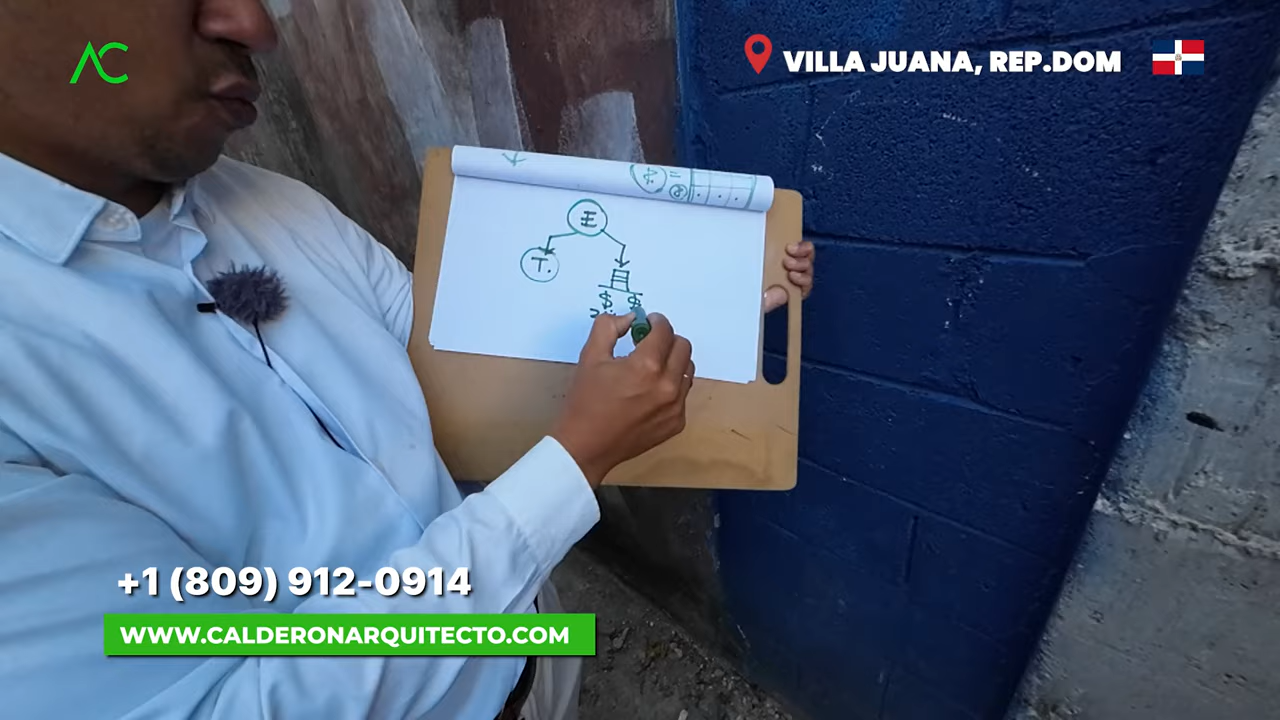 AC
VILLA JUANA, REP.DOM
E
T.
$ $
+1 (809) 912-0914
WWW.CALDERONARQUITECTO.COM